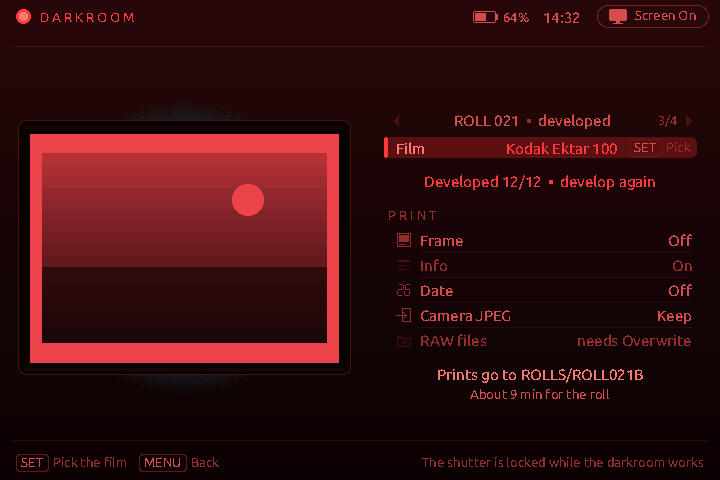 DARKROOM 64% 14:32 Screen On
ROLL 021 ▪ developed 3/4
Film Kodak Ektar 100 SET Pick
Developed 12/12 ▪ develop again
PRINT
Frame Off
Info On
Date Off
Camera JPEG Keep
RAW files needs Overwrite
Prints go to ROLLS/ROLL021B
About 9 min for the roll
SET Pick the film MENU Back The shutter is locked while the darkroom works